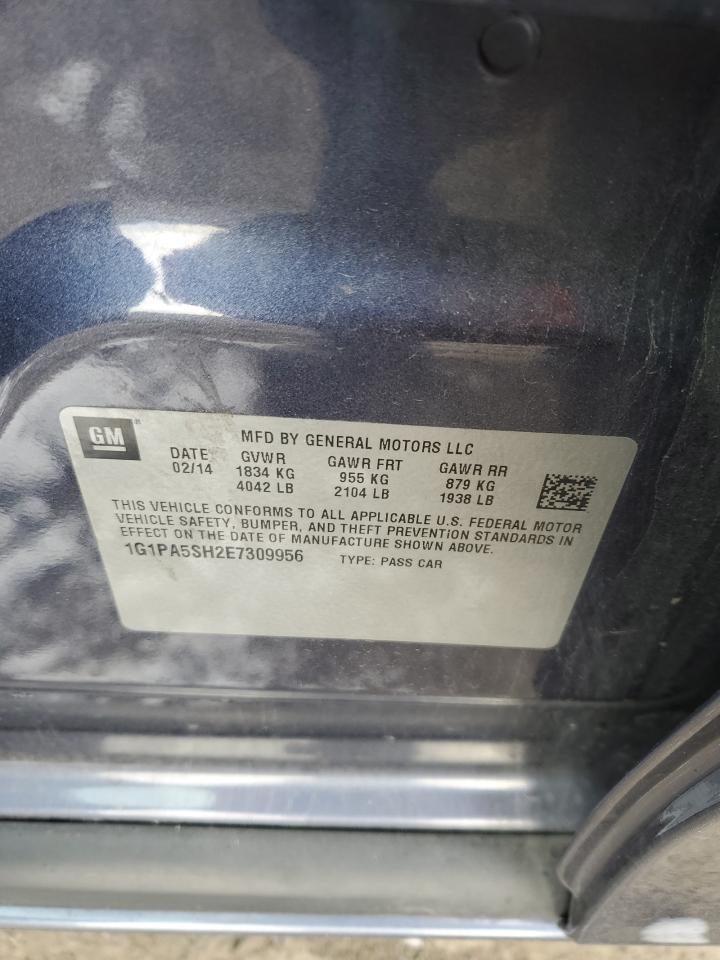 GM
MFD BY GENERAL MOTORS LLC
DATE GVWR GAWR FRT GAWR RR
02/14 1834 KG 955 KG 879 KG
4042 LB 2104 LB 1938 LB
THIS VEHICLE CONFORMS TO ALL APPLICABLE U.S. FEDERAL MOTOR
VEHICLE SAFETY, BUMPER, AND THEFT PREVENTION STANDARDS IN
EFFECT ON THE DATE OF MANUFACTURE SHOWN ABOVE.
1G1PA5SH2E7309956 TYPE: PASS CAR